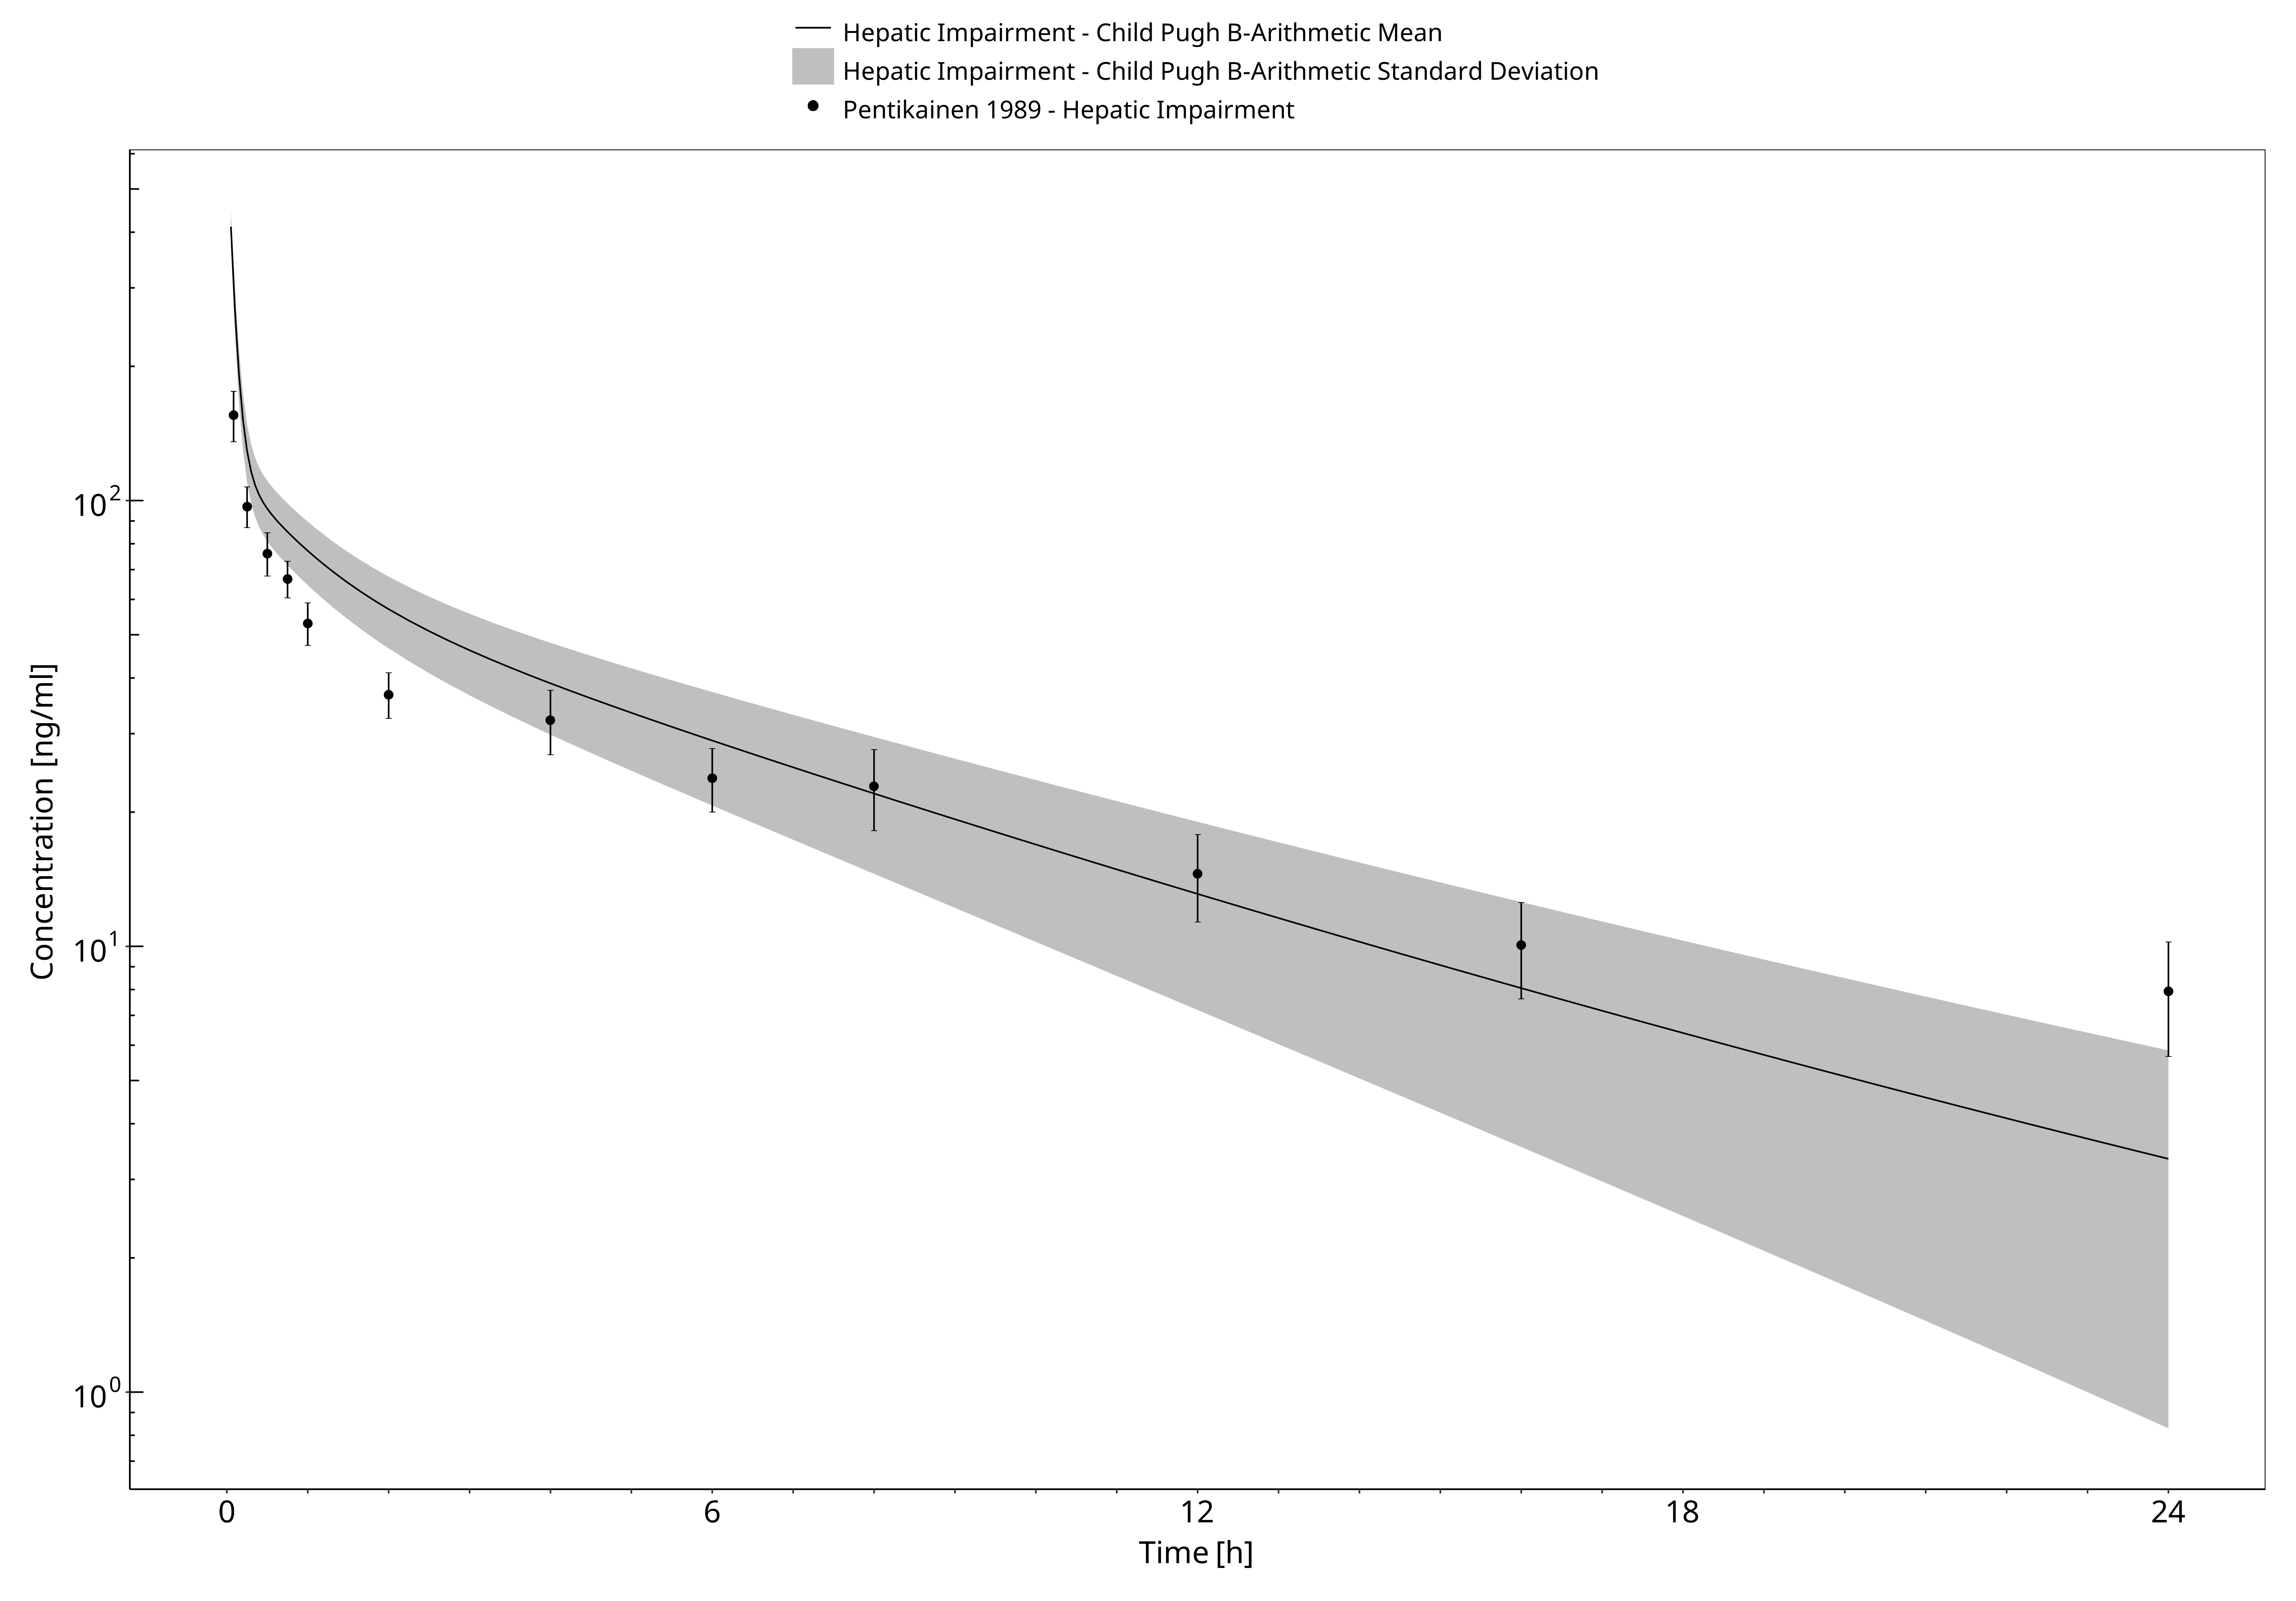 Hepatic Impairment - Child Pugh B-Arithmetic Mean
Hepatic Impairment - Child Pugh B-Arithmetic Standard Deviation
Pentikainen 1989 - Hepatic Impairment
Concentration [ng/ml]
10²
10¹
10⁰
0 6 12 18 24
Time [h]